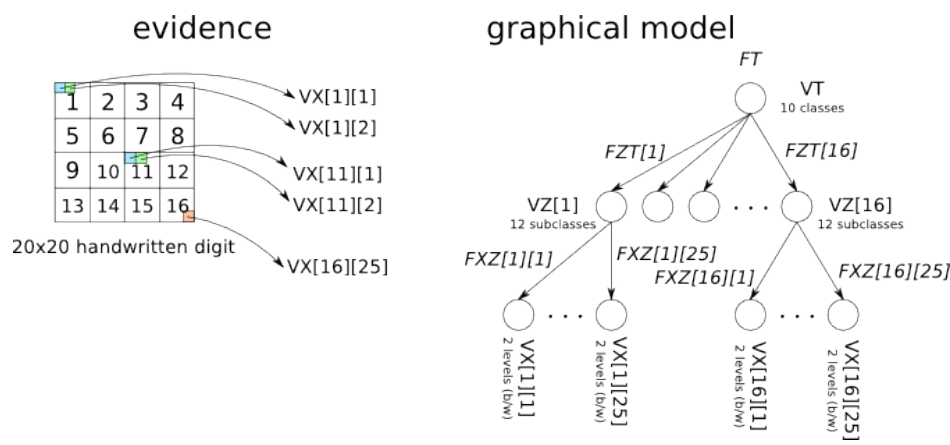 evidence
1 2 3 4
5 6 7 8
9 10 11 12
13 14 15 16
VX[1][1]
VX[1][2]
VX[11][1]
VX[11][2]
VX[16][25]
20x20 handwritten digit
graphical model
FT
VT
10 classes
FZT[1]
FZT[16]
VZ[1]
12 subclasses
. . .
VZ[16]
12 subclasses
FXZ[1][1]
FXZ[1][25]
FXZ[16][1]
FXZ[16][25]
. . .
. . .
VX[1][1]
2 levels (b/w)
VX[1][25]
2 levels (b/w)
VX[16][1]
2 levels (b/w)
VX[16][25]
2 levels (b/w)